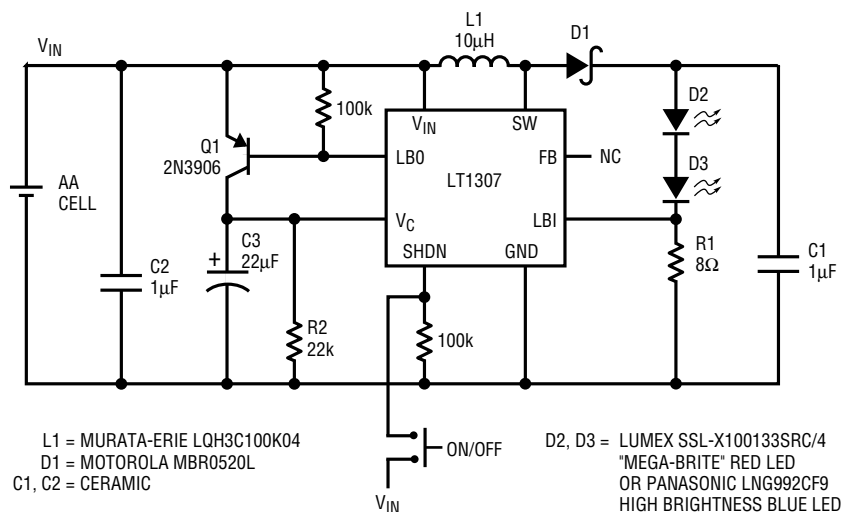 L1
10µH
D1
VIN
100k
VIN
SW
D2
Q1
2N3906
LB0
FB
NC
D3
LT1307
AA
CELL
VC
LBI
C3
22µF
+
SHDN
GND
R1
8Ω
C1
1µF
C2
1µF
R2
22k
100k
ON/OFF
VIN
L1 = MURATA-ERIE LQH3C100K04
D1 = MOTOROLA MBR0520L
C1, C2 = CERAMIC
D2, D3 = LUMEX SSL-X100133SRC/4
"MEGA-BRITE" RED LED
OR PANASONIC LNG992CF9
HIGH BRIGHTNESS BLUE LED